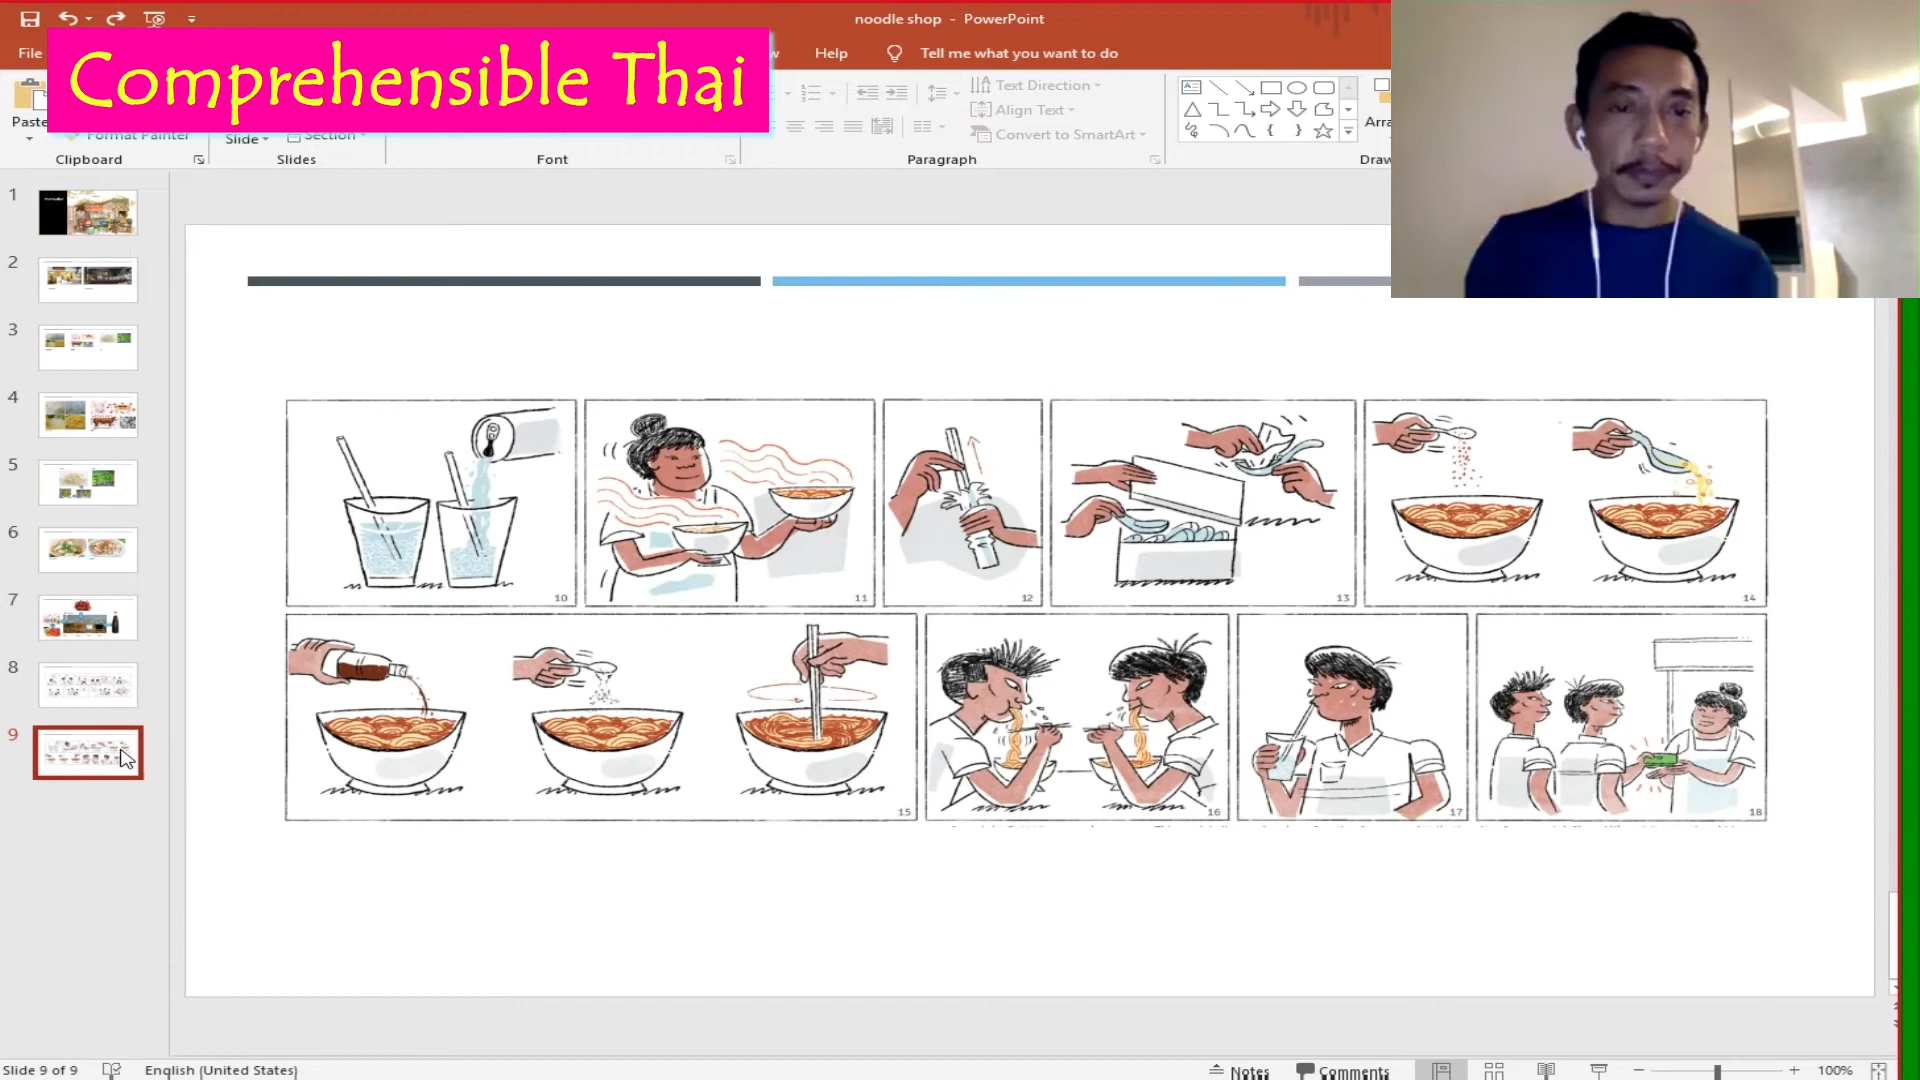 noodle shop - PowerPoint
File
Comprehensible Thai
w
Help
Tell me what you want to do
Paste
Format Painter
Slide
Section
Text Direction
Align Text
Convert to SmartArt
Arra
Clipboard
Slides
Font
Paragraph
Draw
1
2
3
4
5
6
7
8
9
10
11
12
13
14
15
16
17
18
Slide 9 of 9
English (United States)
Notes
Comments
100%